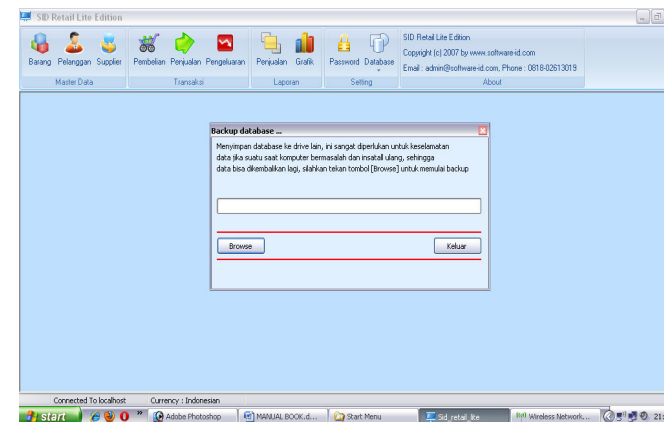 SID Retail Lite Edition
Barang Pelanggan Supplier Pembelian Penjualan Pengeluaran Penjualan Grafik Password Database
Master Data Transaksi Laporan Setting About
SID Retail Lite Edition
Copyright (c) 2007 by www.software-id.com
Email : admin@software-id.com, Phone : 0818-02613019
Backup database ...
Menyimpan database ke drive lain, ini sangat diperlukan untuk keselamatan
data jika suatu saat komputer bermasalah dan insatall ulang, sehingga
data bisa dikembalikan lagi, silahkan tekan tombol [Browse] untuk memulai backup
Browse Keluar
Connected To localhost Currency : Indonesian
start Adobe Photoshop MANUAL BOOK.d... Start Menu Sid_retail_lite Wireless Network... 21: